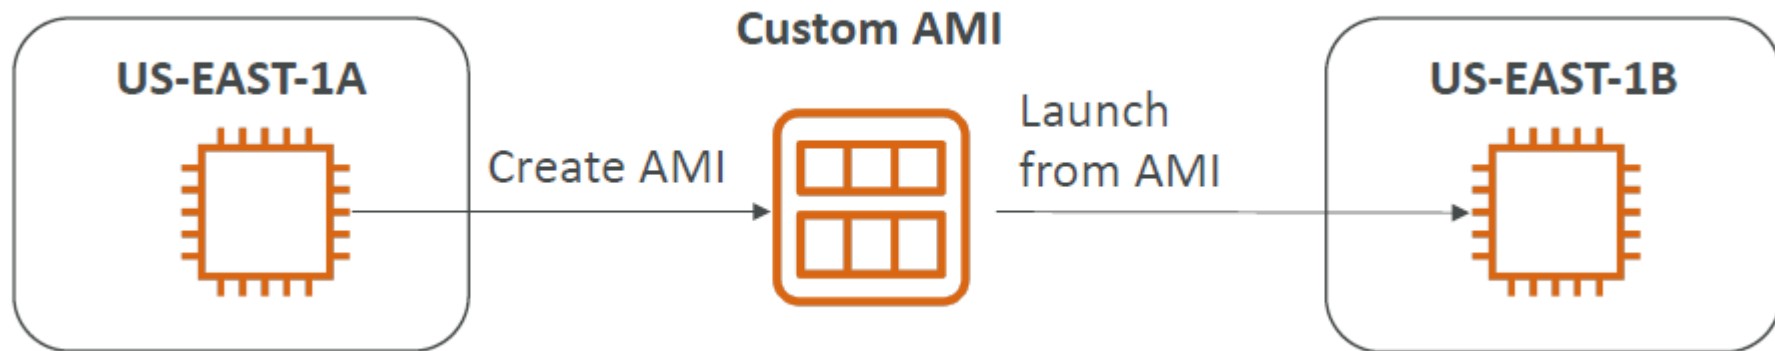 Custom AMI
US-EAST-1A
Create AMI
Launch
from AMI
US-EAST-1B